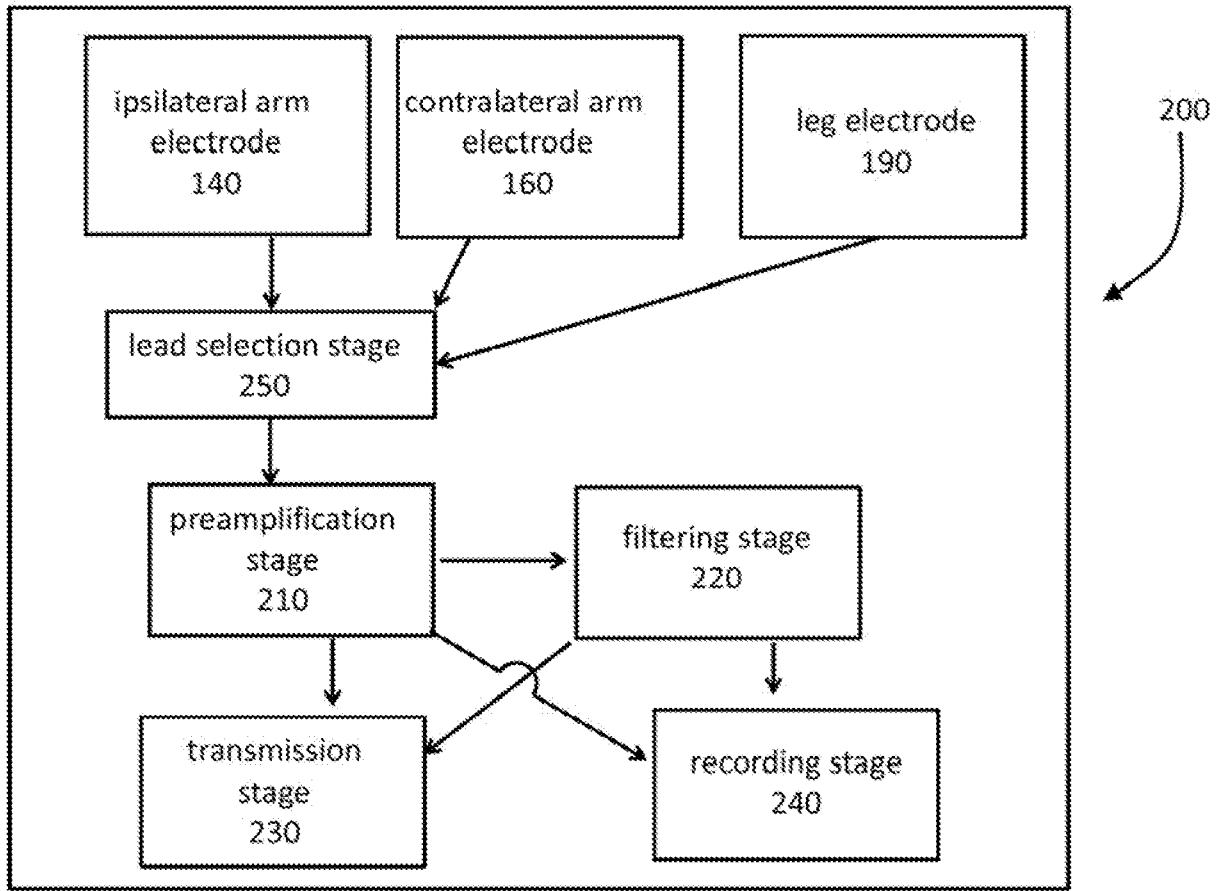 ipsilateral arm
electrode
140
contralateral arm
electrode
160
leg electrode
190
200
lead selection stage
250
preamplification
stage
210
filtering stage
220
transmission
stage
230
recording stage
240